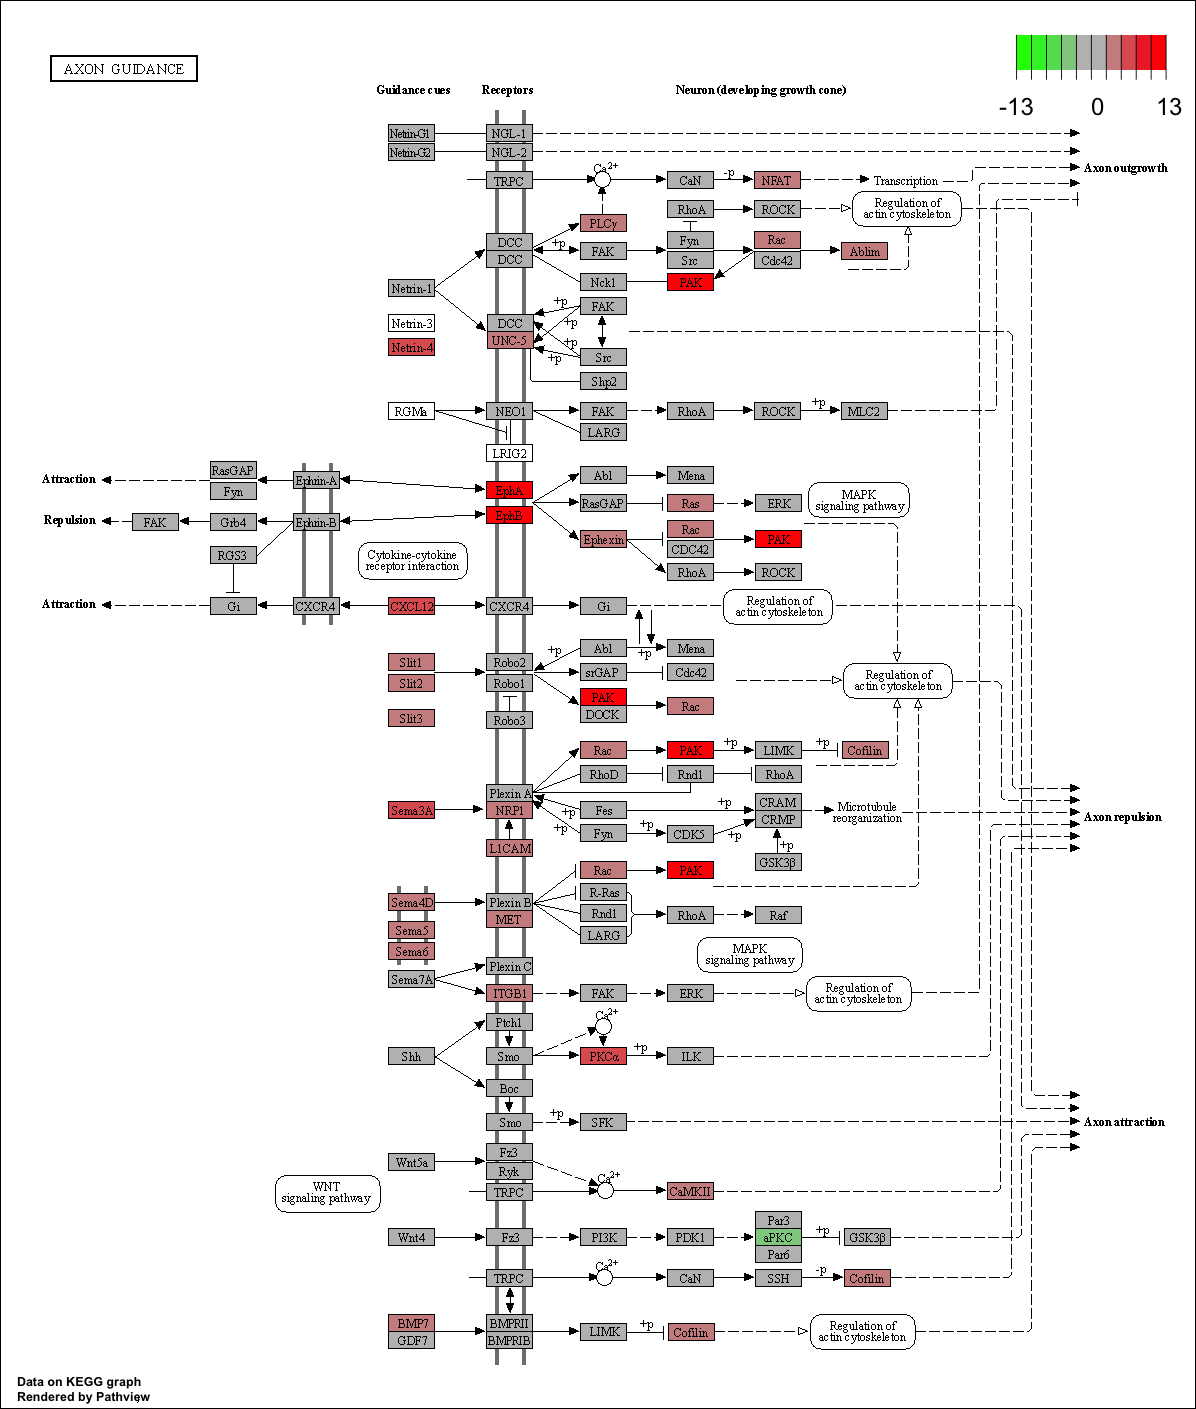 AXON GUIDANCE
-13 0 13
Guidance cues Receptors Neuron (developing growth cone)
Netrin-G1 NGL-1
Netrin-G2 NGL-2
Axon outgrowth
TRPC Ca2+ CaN -p NFAT Transcription
RhoA ROCK Regulation of
actin cytoskeleton
PLCγ
DCC +p FAK Fyn Rac Ablim
DCC Src Cdc42
Netrin-1 Nck1 PAK
+p FAK
Netrin-3 DCC +p
Netrin-4 UNC-5 +p
+p Src
Shp2
RGMa NEO1 FAK RhoA ROCK +p MLC2
LARG
LRIG2
Attraction RasGAP Ephrin-A EphA Abl Mena
Fyn
MAPK
signaling pathway
RasGAP Ras ERK
Repulsion FAK Grb4 Ephrin-B EphB
Rac
Ephexin CDC42 PAK
RGS3 Cytokine-cytokine
receptor interaction
RhoA ROCK
Attraction Gi CXCR4 CXCL12 CXCR4 Gi Regulation of
actin cytoskeleton
+p Abl +p Mena
Slit1 Robo2 srGAP Cdc42
Slit2 Robo1 Regulation of
actin cytoskeleton
PAK Rac
Slit3 Robo3 DOCK
Rac PAK +p LIMK +p Cofilin
RhoD Rnd1 RhoA
Plexin A
Sema3A NRP1 +p Fes +p CRAM Microtubule
reorganization
CRMP
Axon repulsion
+p Fyn +p CDK5 +p
+p
L1CAM GSK3β
Rac PAK
R-Ras
Sema4D Plexin B Rnd1 RhoA Raf
MET
Sema5 LARG
Sema6 MAPK
signaling pathway
Plexin C
Sema7A
ITGB1 FAK ERK Regulation of
actin cytoskeleton
Ptch1 Ca2+
Shh Smo PKCα +p ILK
Boc
Smo +p SFK
Axon attraction
Fz3
Wnt5a Ryk
WNT
signaling pathway
TRPC Ca2+ CaMKII
Par3
Wnt4 Fz3 PI3K PDK1 aPKC +p GSK3β
Par6
TRPC Ca2+ CaN SSH -p Cofilin
BMP7 BMPRII LIMK +p Cofilin Regulation of
actin cytoskeleton
GDF7 BMPRIB
Data on KEGG graph
Rendered by Pathview